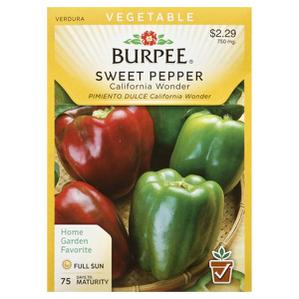 VERDURA
VEGETABLE
BURPEE®
$2.29
750 mg.
SWEET PEPPER
California Wonder
PIMIENTO DULCE California Wonder
Home
Garden
Favorite
FULL SUN
75 DAYS TO MATURITY